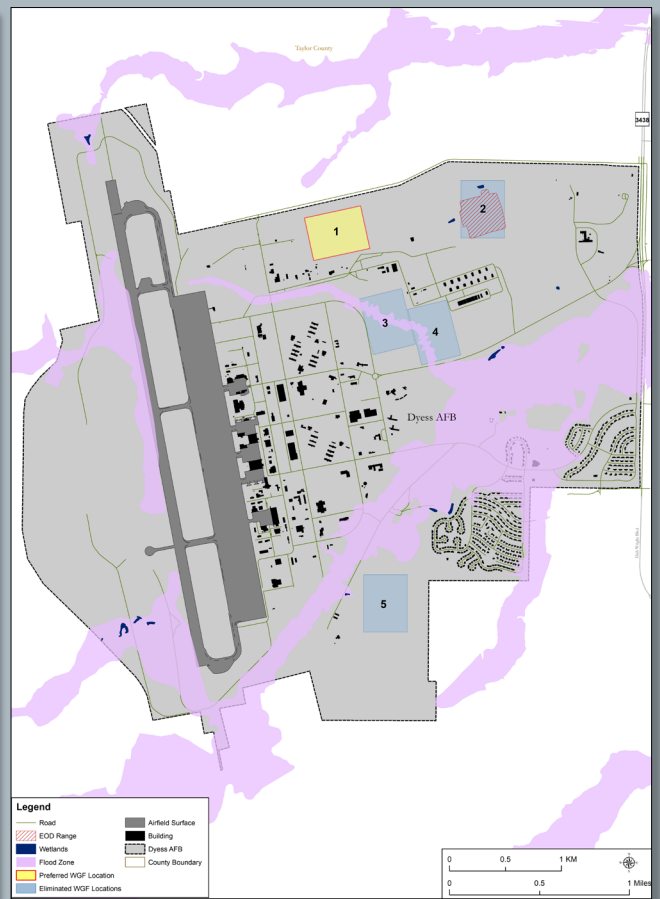 Taylor County
3438
1
2
3
4
Dyess AFB
5
Legend
Road
EOD Range
Wetlands
Flood Zone
Preferred WGF Location
Eliminated WGF Locations
Airfield Surface
Building
Dyess AFB
County Boundary
0 0.5 1 KM
0 0.5 1 Miles